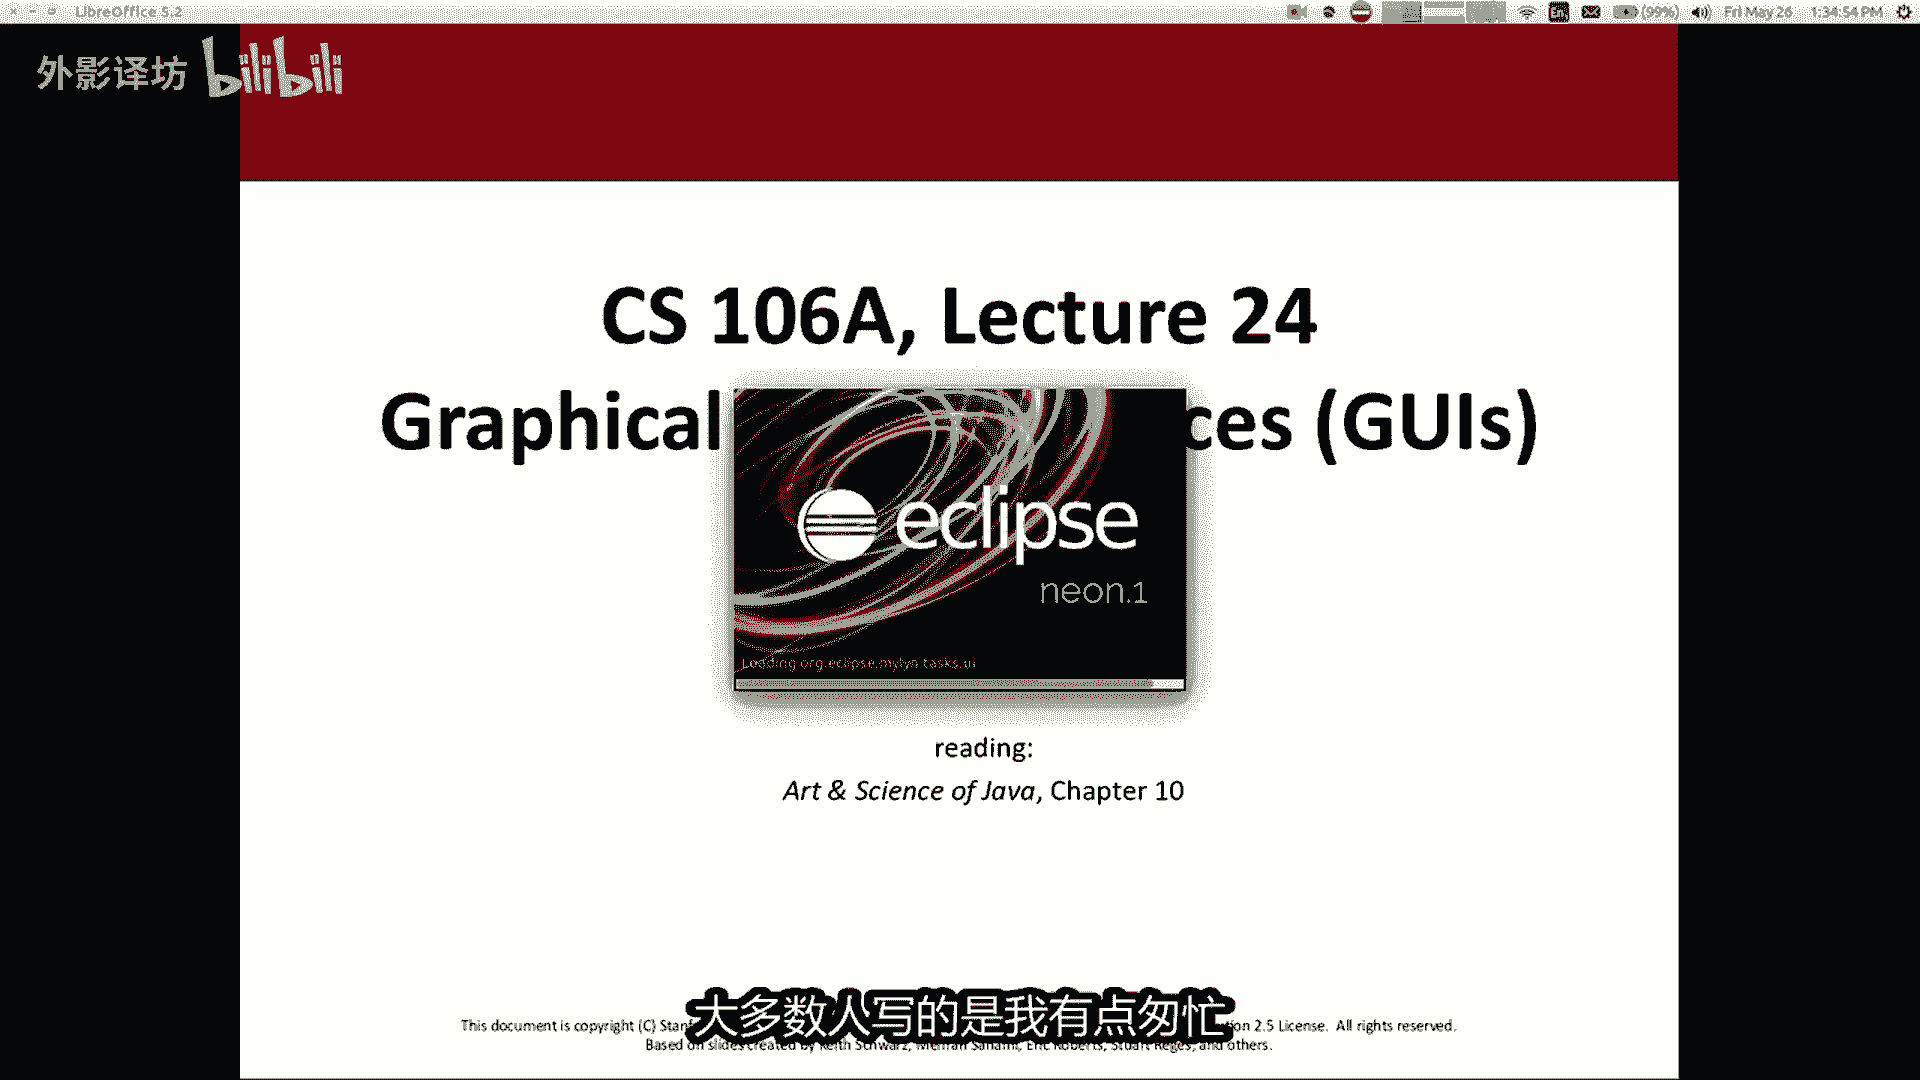 LibreOffice 5.2
(99%) Fri May 26 1:34:54 PM
外影译坊 bilibili
CS 106A, Lecture 24
Graphical ces (GUIs)
eclipse
neon.1
Loading org.eclipse.mylyn.tasks.ui
reading:
Art & Science of Java, Chapter 10
大多数人写的是我有点匆忙
This document is copyright (C) Stan on 2.5 License. All rights reserved.
Based on slides created by Keith Schwarz, Mehran Sahami, Eric Roberts, Stuart Reges, and others.